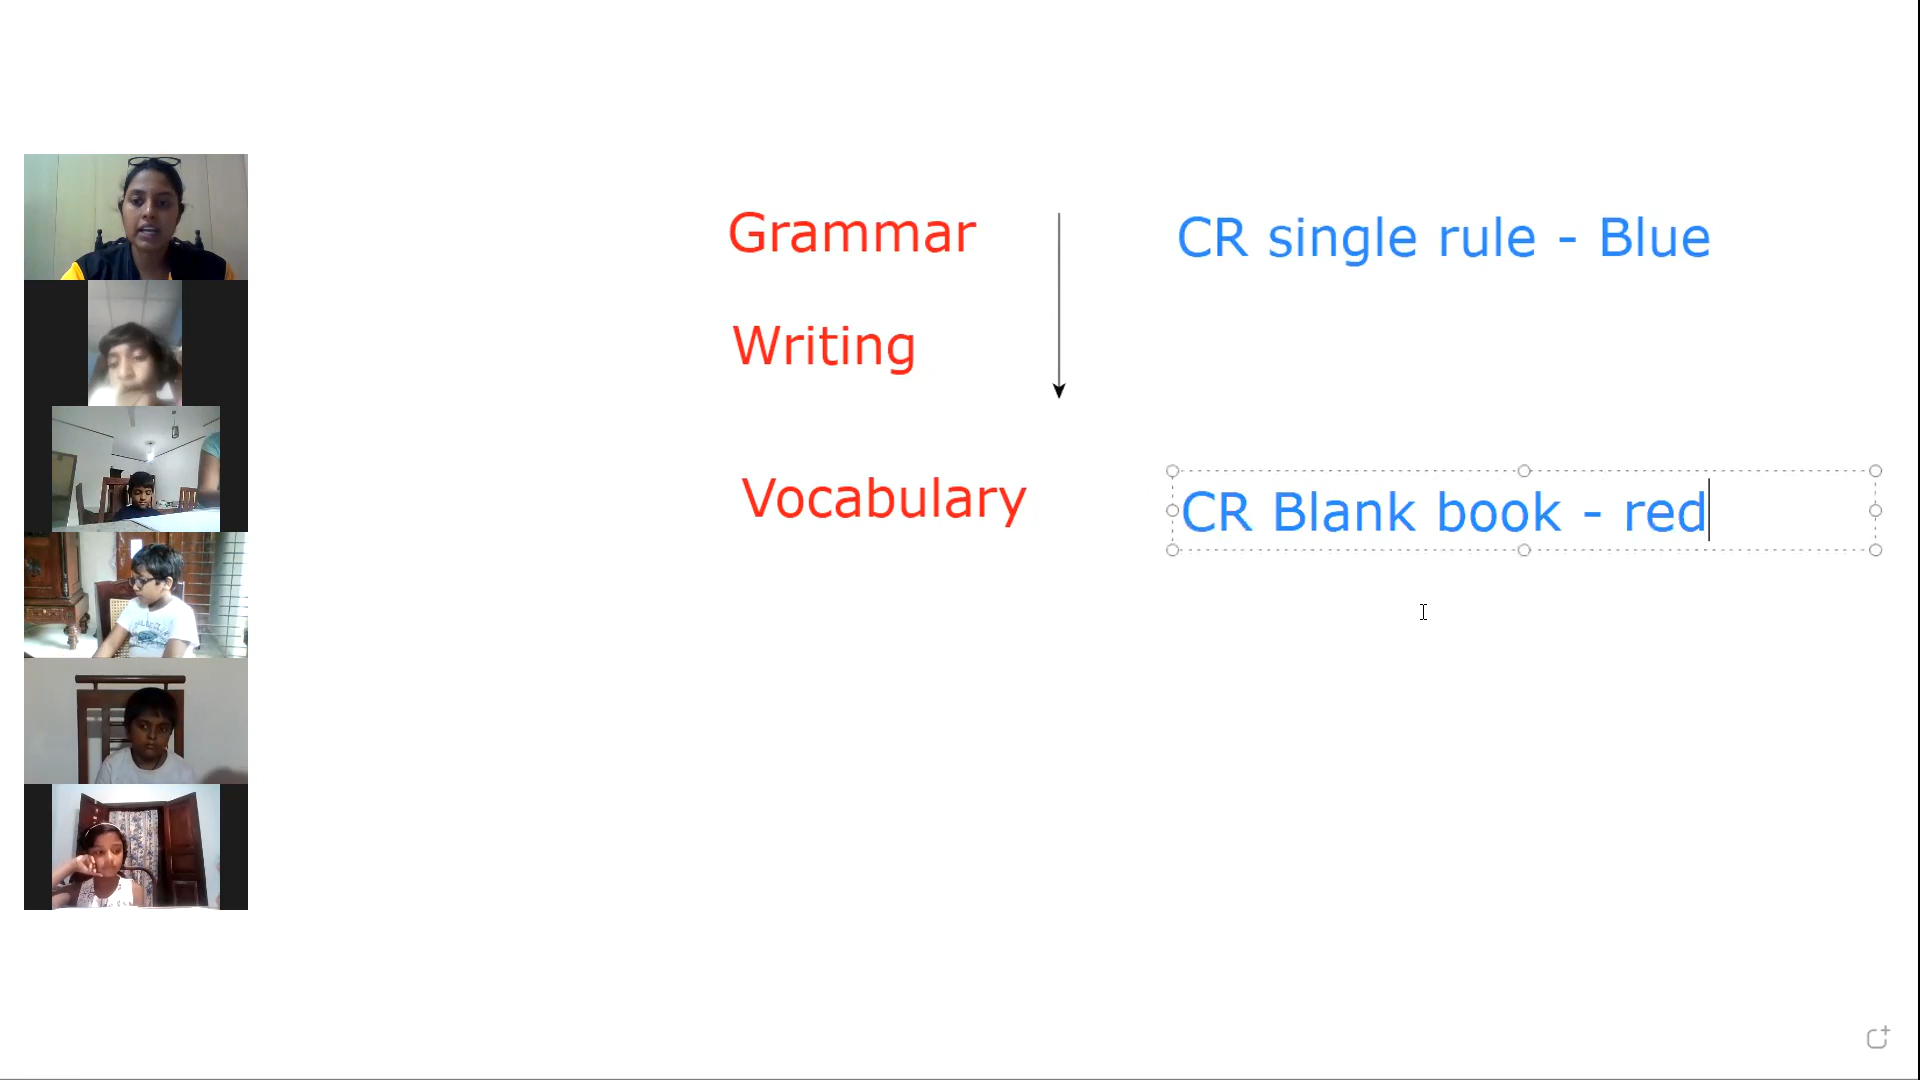 Grammar
CR single rule - Blue
Writing
Vocabulary
CR Blank book - red